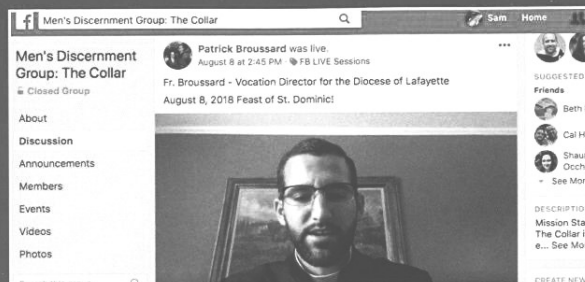 f
Men's Discernment Group: The Collar
Sam Home
Men's Discernment
Group: The Collar
Closed Group
About
Discussion
Announcements
Members
Events
Videos
Photos
Patrick Broussard was live.
August 8 at 2:45 PM · FB LIVE Sessions
Fr. Broussard - Vocation Director for the Diocese of Lafayette
August 8, 2018 Feast of St. Dominic!
SUGGESTED
Friends
Beth
Cal H
Shau
Occh
See Mor
DESCRIPTIO
Mission Sta
The Collar i
e... See Mo
CREATE NEW